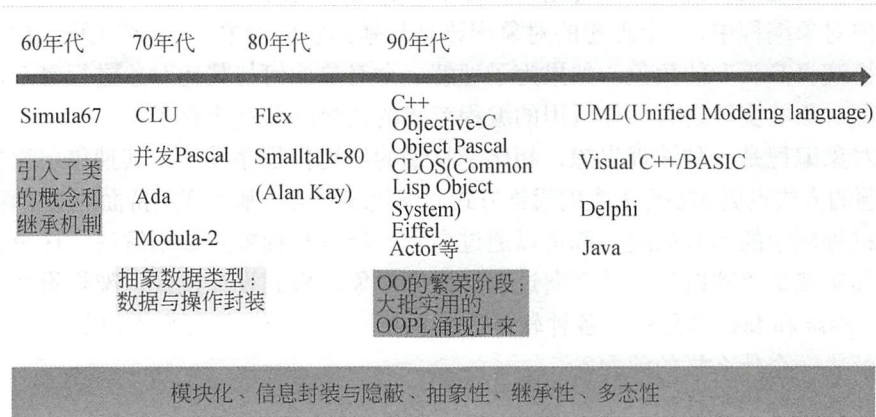 60年代
70年代
80年代
90年代
Simula67
引入了类
的概念和
继承机制
CLU
并发Pascal
Ada
Modula-2
抽象数据类型:
数据与操作封装
Flex
Smalltalk-80
(Alan Kay)
C++
Objective-C
Object Pascal
CLOS(Common
Lisp Object
System)
Eiffel
Actor等
OO的繁荣阶段:
大批实用的
OOPL涌现出来
UML(Unified Modeling language)
Visual C++/BASIC
Delphi
Java
模块化、信息封装与隐蔽、抽象性、继承性、多态性